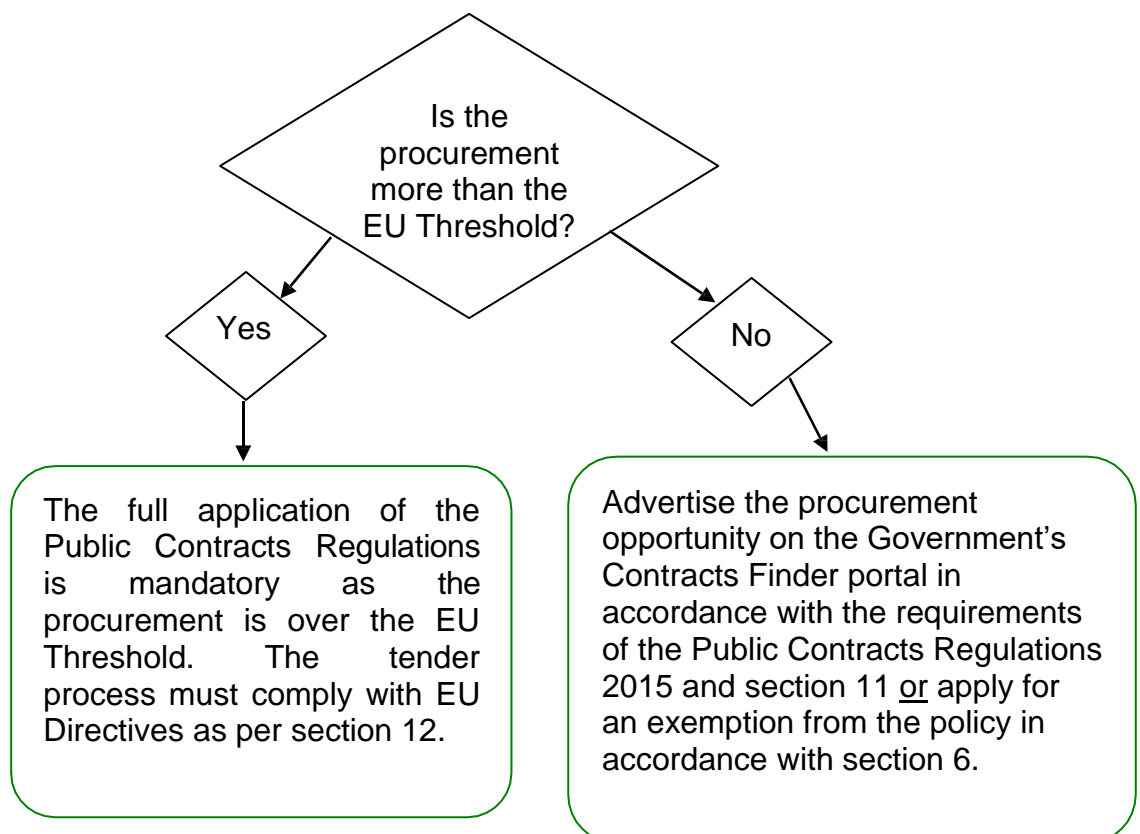 Is the
procurement
more than the
EU Threshold?
Yes
No
The full application of the
Public Contracts Regulations
is mandatory as the
procurement is over the EU
Threshold. The tender
process must comply with EU
Directives as per section 12.
Advertise the procurement
opportunity on the Government’s
Contracts Finder portal in
accordance with the requirements
of the Public Contracts Regulations
2015 and section 11 or apply for
an exemption from the policy in
accordance with section 6.